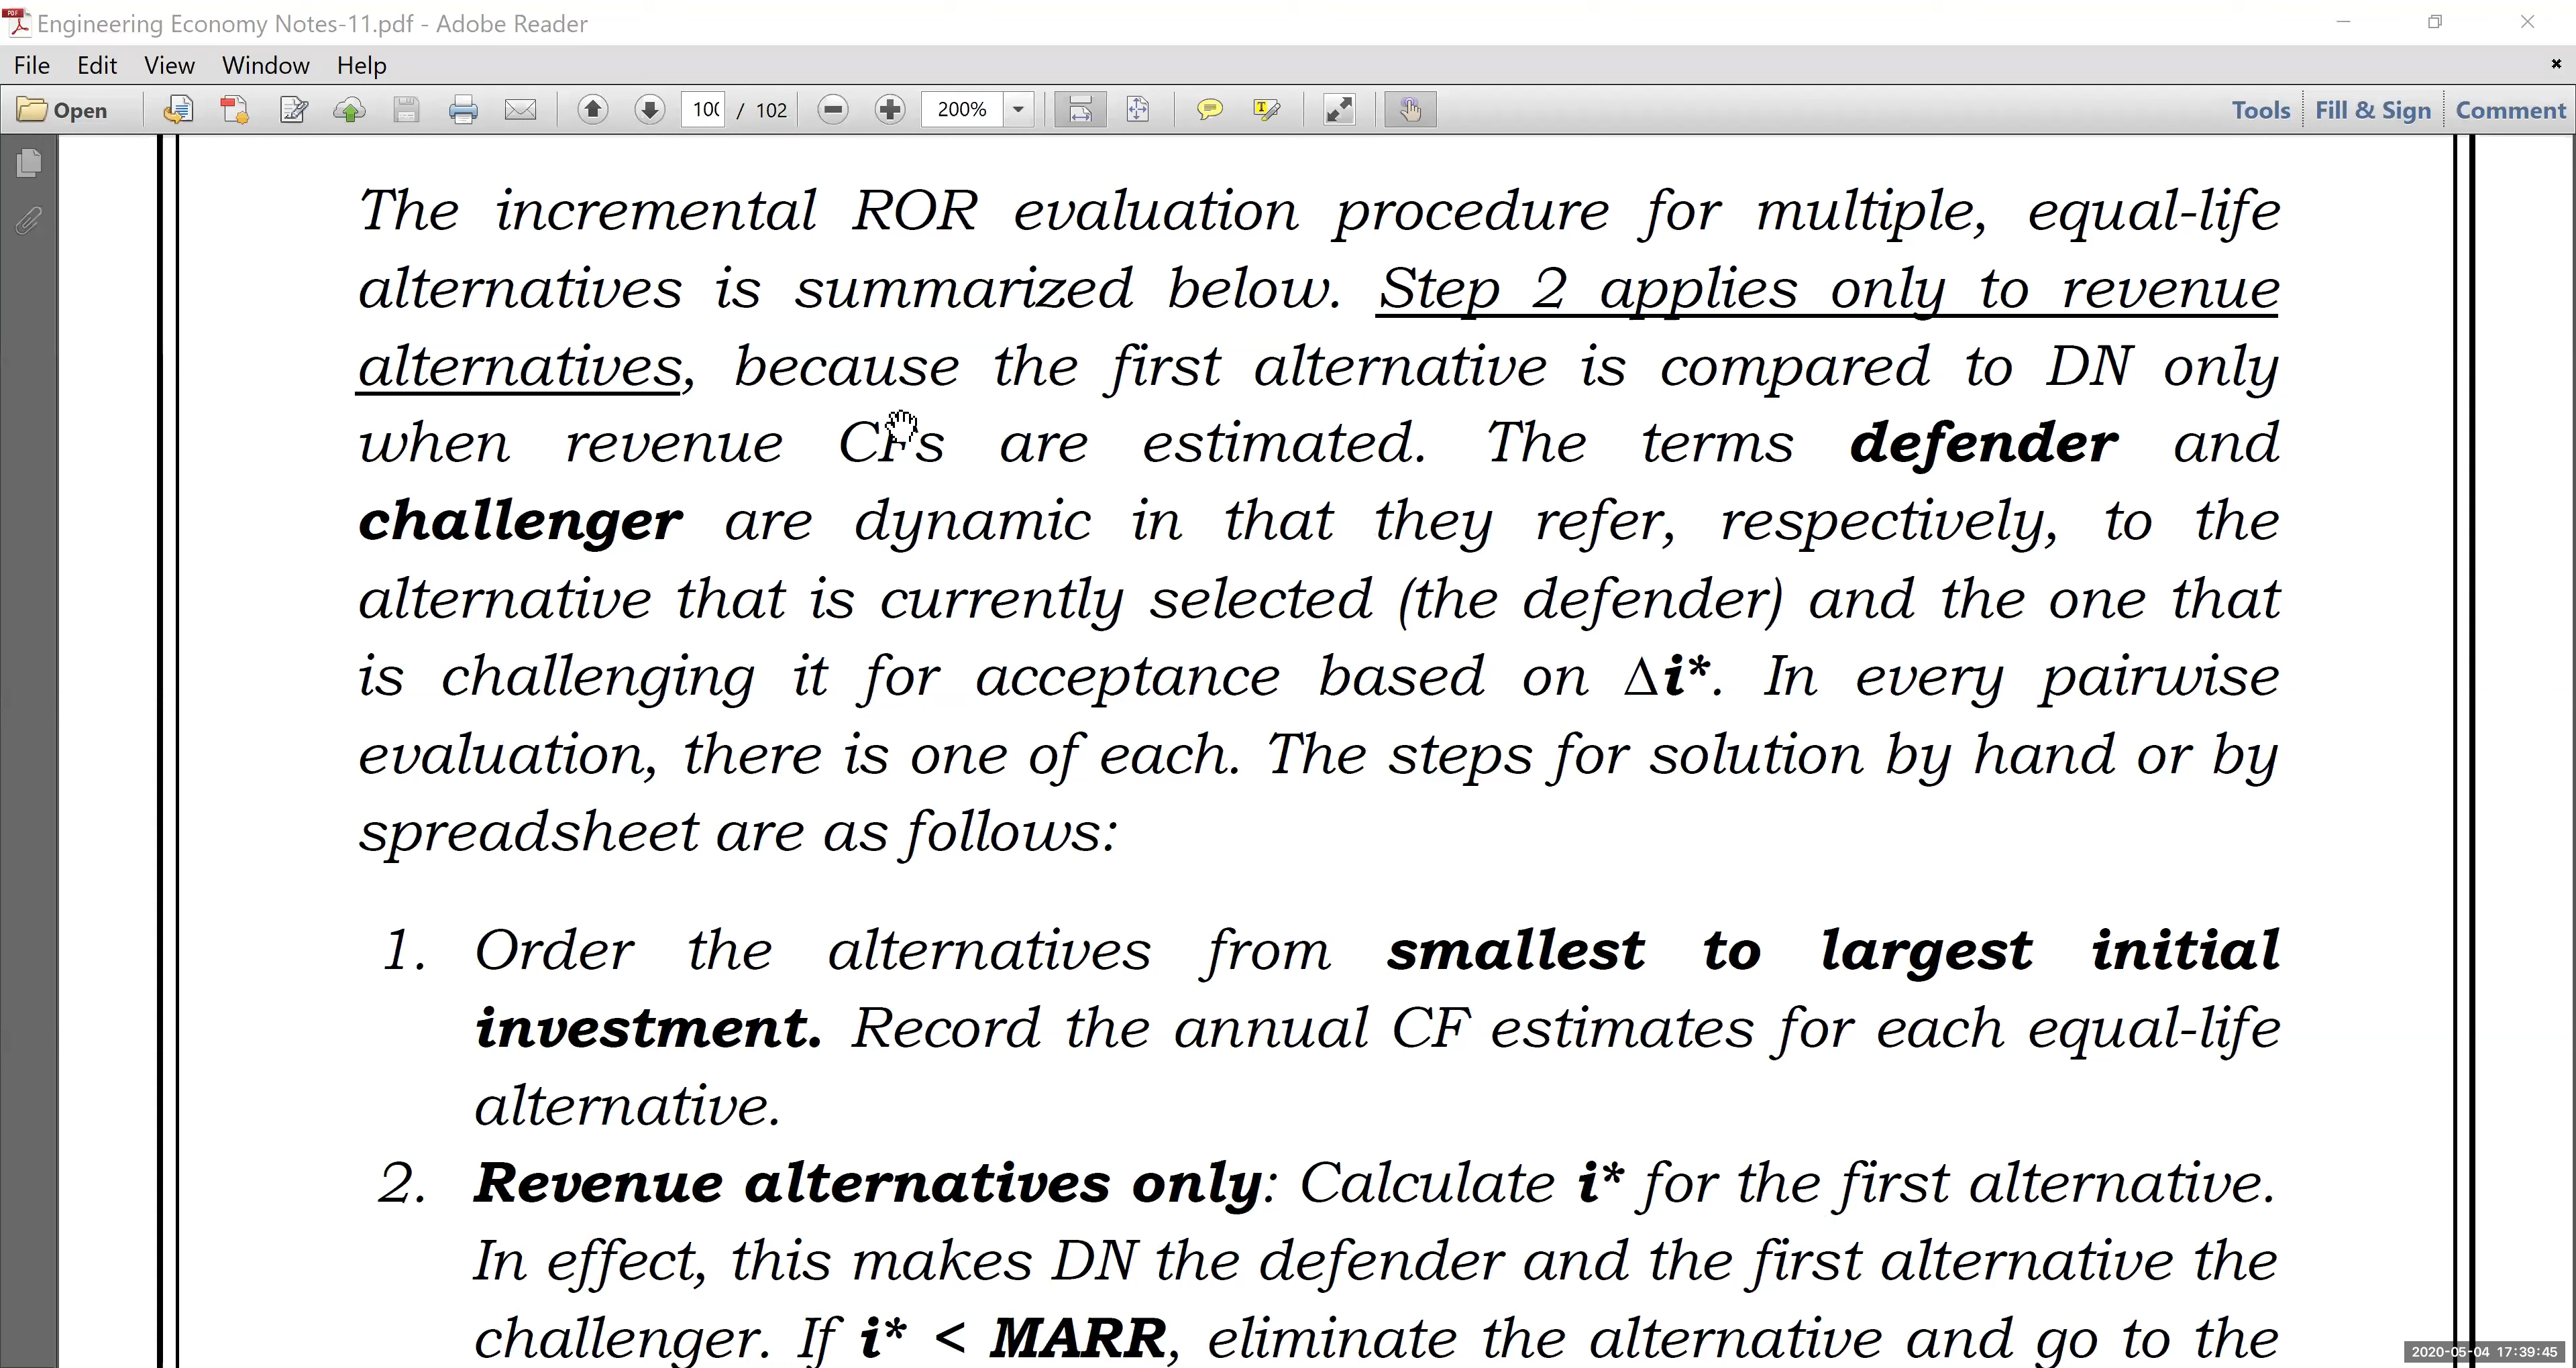 Engineering Economy Notes-11.pdf - Adobe Reader
File Edit View Window Help
Open 100 / 102 200% Tools Fill & Sign Comment
The incremental ROR evaluation procedure for multiple, equal-life
alternatives is summarized below. Step 2 applies only to revenue
alternatives, because the first alternative is compared to DN only
when revenue CFs are estimated. The terms defender and
challenger are dynamic in that they refer, respectively, to the
alternative that is currently selected (the defender) and the one that
is challenging it for acceptance based on Δi*. In every pairwise
evaluation, there is one of each. The steps for solution by hand or by
spreadsheet are as follows:
1. Order the alternatives from smallest to largest initial
investment. Record the annual CF estimates for each equal-life
alternative.
2. Revenue alternatives only: Calculate i* for the first alternative.
In effect, this makes DN the defender and the first alternative the
challenger. If i* < MARR, eliminate the alternative and go to the
2020-05-04 17:39:45